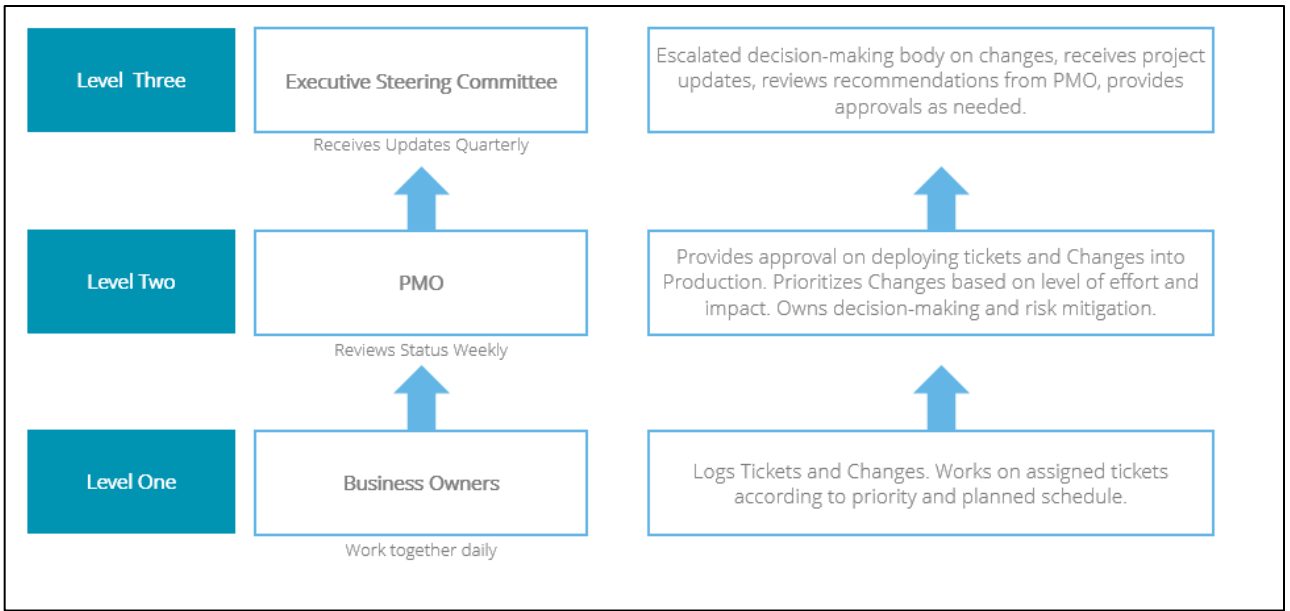 Level Three
Executive Steering Committee
Receives Updates Quarterly
Escalated decision-making body on changes, receives project
updates, reviews recommendations from PMO, provides
approvals as needed.
Level Two
PMO
Reviews Status Weekly
Provides approval on deploying tickets and Changes into
Production. Prioritizes Changes based on level of effort and
impact. Owns decision-making and risk mitigation.
Level One
Business Owners
Work together daily
Logs Tickets and Changes. Works on assigned tickets
according to priority and planned schedule.